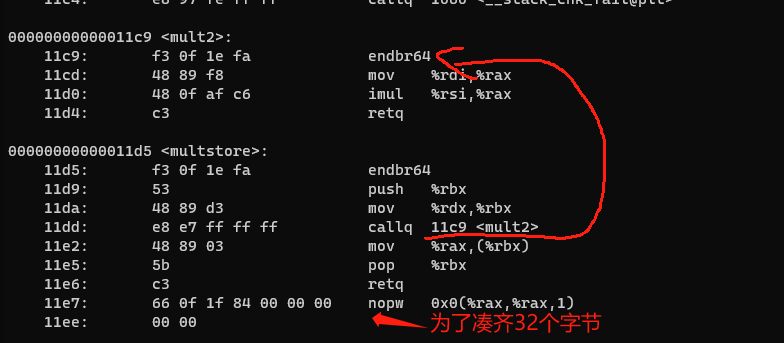 11c4: e8 97 fe ff ff callq 1060 <__stack_chk_fail@plt>
00000000000011c9 <mult2>:
11c9: f3 0f 1e fa endbr64
11cd: 48 89 f8 mov %rdi,%rax
11d0: 48 0f af c6 imul %rsi,%rax
11d4: c3 retq
00000000000011d5 <multstore>:
11d5: f3 0f 1e fa endbr64
11d9: 53 push %rbx
11da: 48 89 d3 mov %rdx,%rbx
11dd: e8 e7 ff ff ff callq 11c9 <mult2>
11e2: 48 89 03 mov %rax,(%rbx)
11e5: 5b pop %rbx
11e6: c3 retq
11e7: 66 0f 1f 84 00 00 00 nopw 0x0(%rax,%rax,1)
11ee: 00 00 为了凑齐32个字节